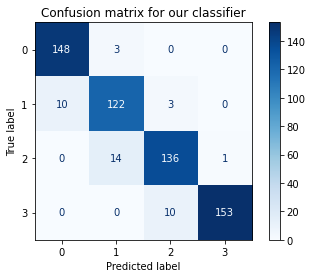 Confusion matrix for our classifier
0 148 3 0 0
1 10 122 3 0
2 0 14 136 1
3 0 0 10 153
0 1 2 3
True label
Predicted label
140
120
100
80
60
40
20
0